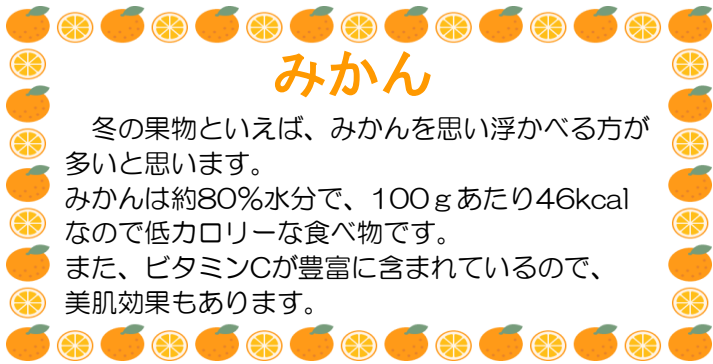 みかん
　冬の果物といえば、みかんを思い浮かべる方が
多いと思います。
みかんは約80％水分で、100ｇあたり46kcal
なので低カロリーな食べ物です。
また、ビタミンCが豊富に含まれているので、
美肌効果もあります。